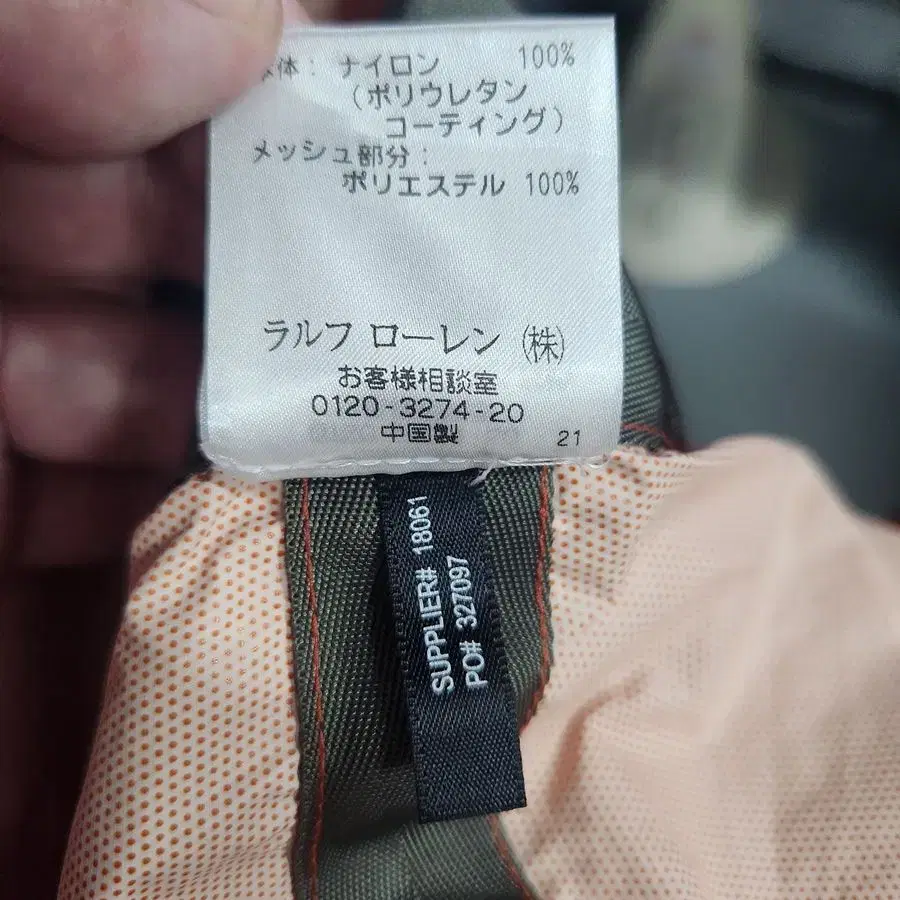 体: ナイロン 100%
(ポリウレタン
コーティング)
メッシュ部分:
ポリエステル 100%
ラルフ ローレン (株)
お客様相談室
0120-3274-20
中国製 21
SUPPLIER# 18061
PO# 327097